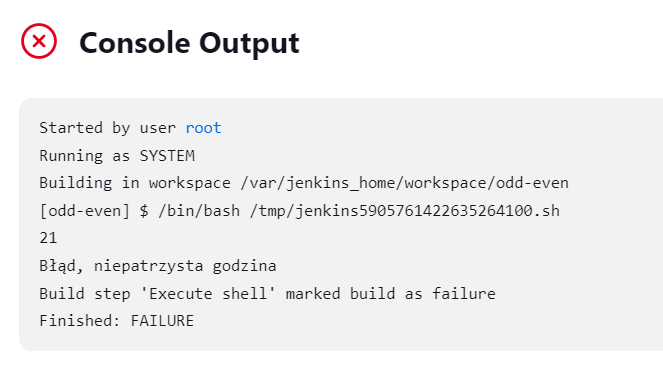 Console Output
Started by user root
Running as SYSTEM
Building in workspace /var/jenkins_home/workspace/odd-even
[odd-even] $ /bin/bash /tmp/jenkins5905761422635264100.sh
21
Błąd, niepatrzysta godzina
Build step 'Execute shell' marked build as failure
Finished: FAILURE